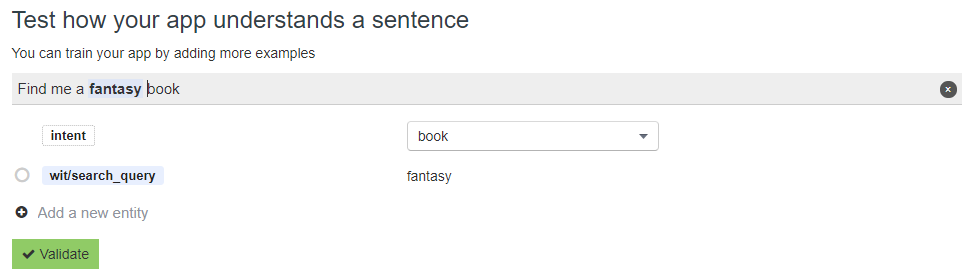 Test how your app understands a sentence
You can train your app by adding more examples
Find me a fantasy book
intent book
wit/search_query fantasy
Add a new entity
Validate